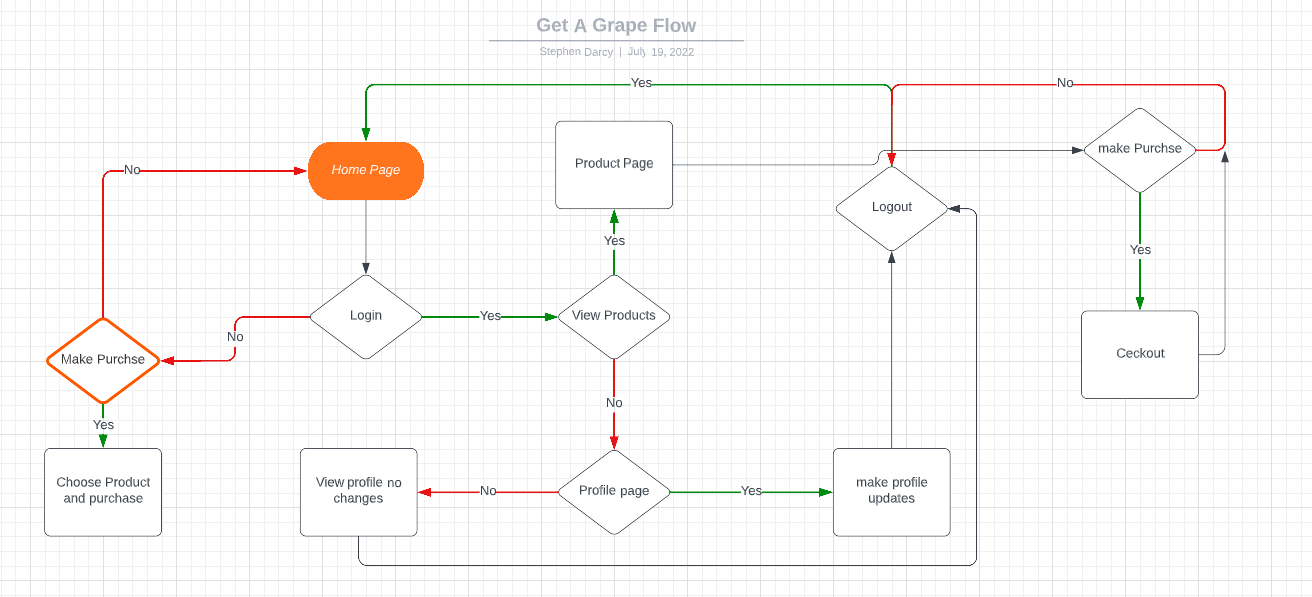 Get A Grape Flow
Stephen Darcy | July 19, 2022
Yes
No
Product Page
make Purchse
No
Home Page
Logout
Yes
Yes
Login
Yes
View Products
No
Make Purchse
Ceckout
No
Yes
Choose Product
and purchase
View profile no
changes
No
Profile page
Yes
make profile
updates